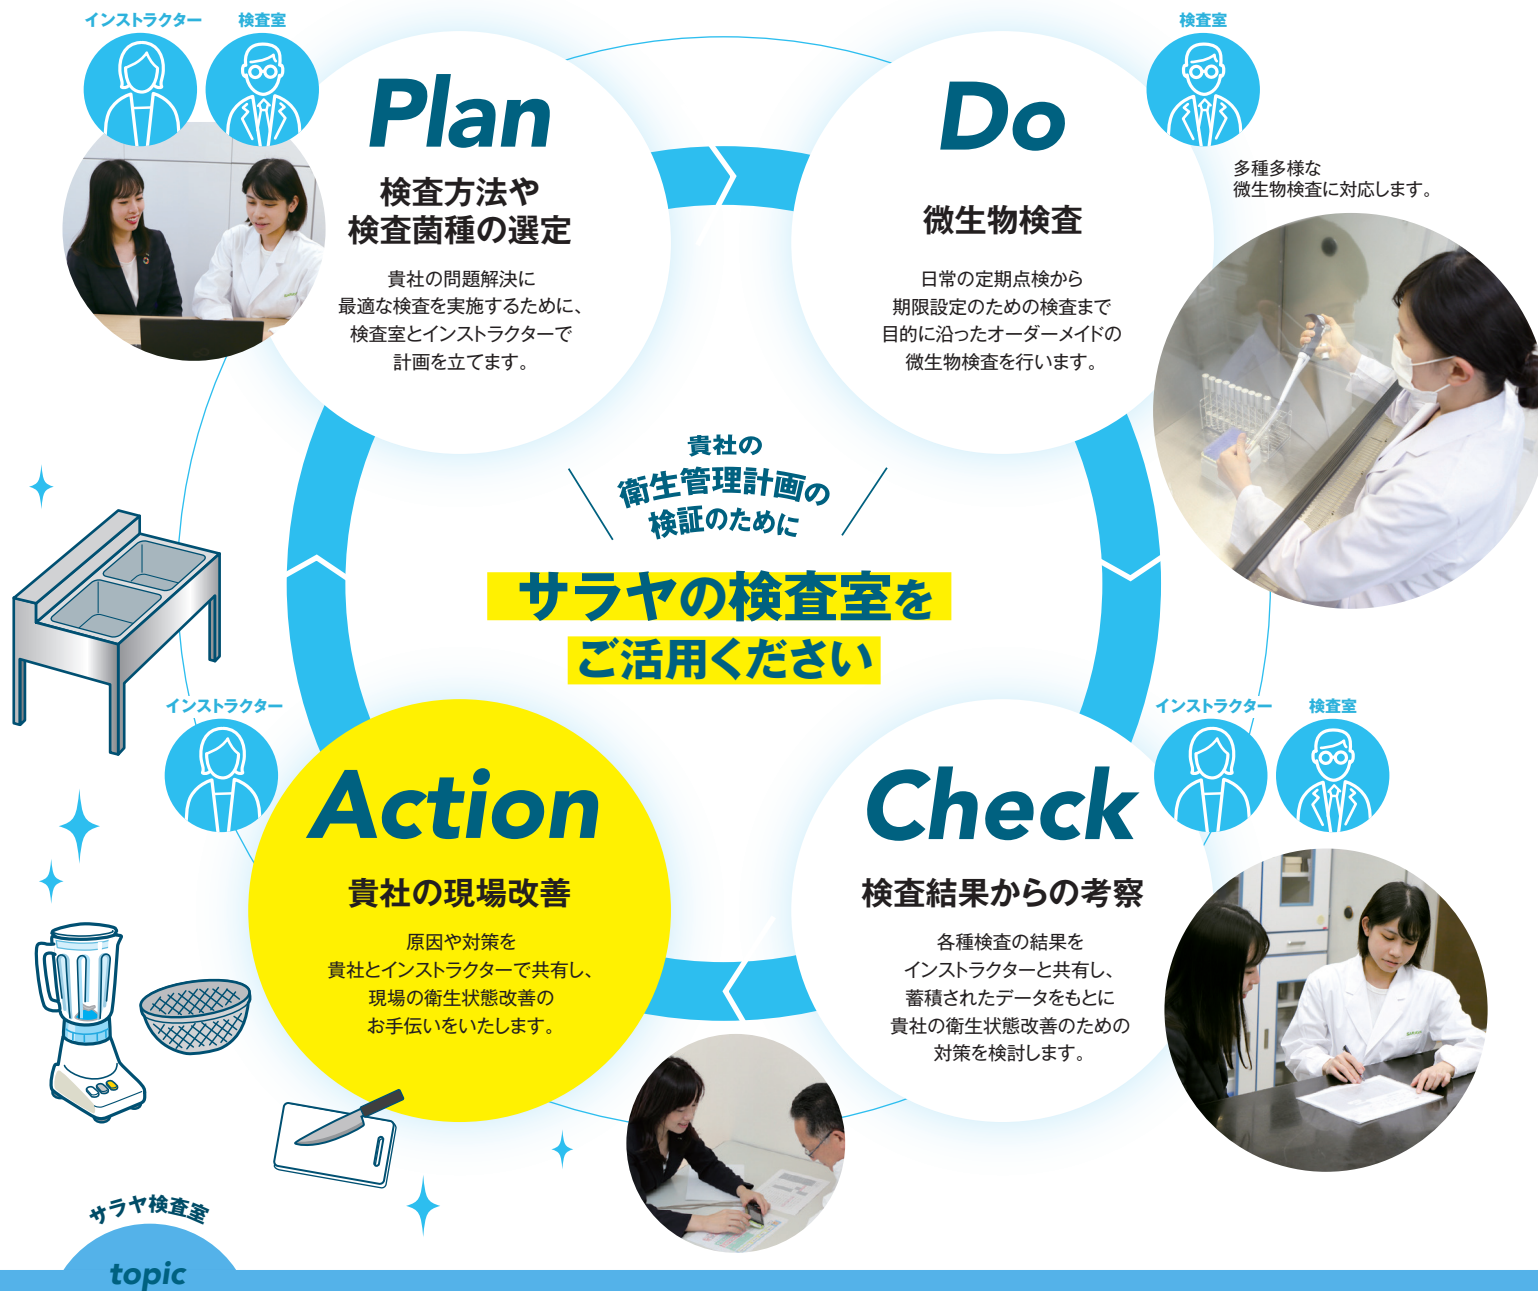 インストラクター
検査室
Plan
検査方法や
検査菌種の選定
貴社の問題解決に
最適な検査を実施するために、
検査室とインストラクターで
計画を立てます。
検査室
Do
微生物検査
日常の定期点検から
期限設定のための検査まで
目的に沿ったオーダーメイドの
微生物検査を行います。
多種多様な
微生物検査に対応します。
貴社の
衛生管理計画の
検証のために
サラヤの検査室を
ご活用ください
インストラクター
Action
貴社の現場改善
原因や対策を
貴社とインストラクターで共有し、
現場の衛生状態改善の
お手伝いをいたします。
インストラクター
検査室
Check
検査結果からの考察
各種検査の結果を
インストラクターと共有し、
蓄積されたデータをもとに
貴社の衛生状態改善のための
対策を検討します。
サラヤ検査室
topic